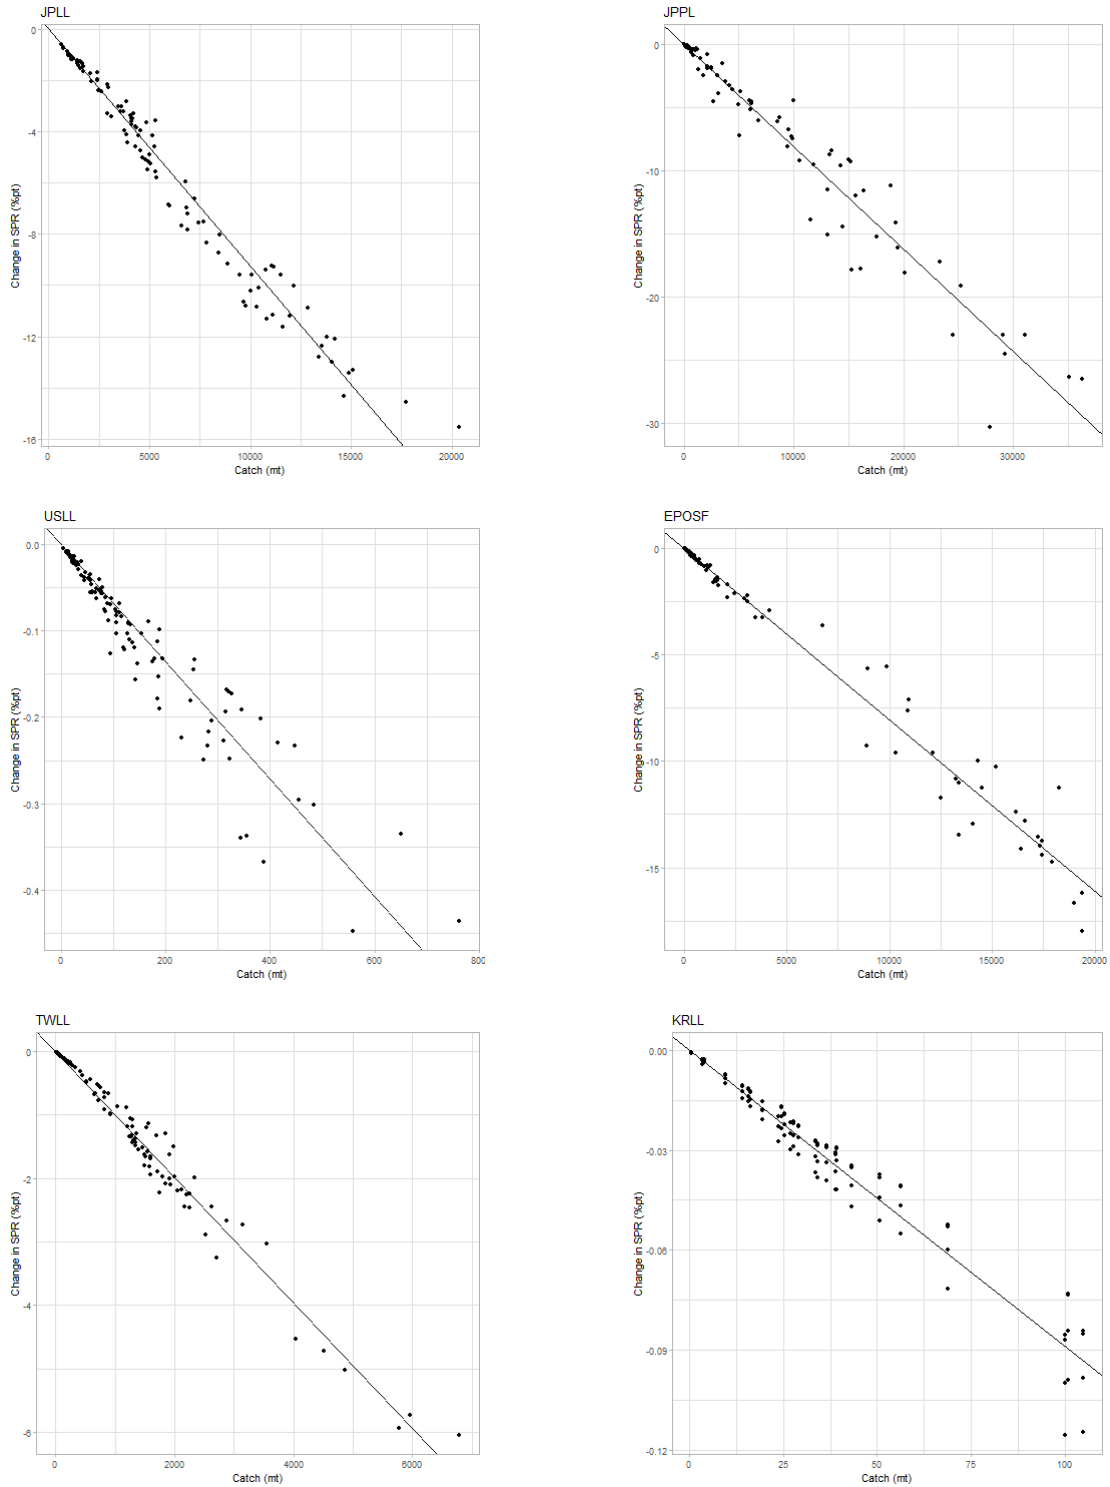 JPLL
0
-4
-8
-12
-16
Change in SPR (%pt)
0 5000 10000 15000 20000
Catch (mt)
JPPL
0
-10
-20
-30
Change in SPR (%pt)
0 10000 20000 30000
Catch (mt)
USLL
0.0
-0.1
-0.2
-0.3
-0.4
Change in SPR (%pt)
0 200 400 600 800
Catch (mt)
EPOSF
0
-5
-10
-15
Change in SPR (%pt)
0 5000 10000 15000 20000
Catch (mt)
TWLL
0
-2
-4
-6
Change in SPR (%pt)
0 2000 4000 6000
Catch (mt)
KRLL
0.00
-0.03
-0.06
-0.09
-0.12
Change in SPR (%pt)
0 25 50 75 100
Catch (mt)